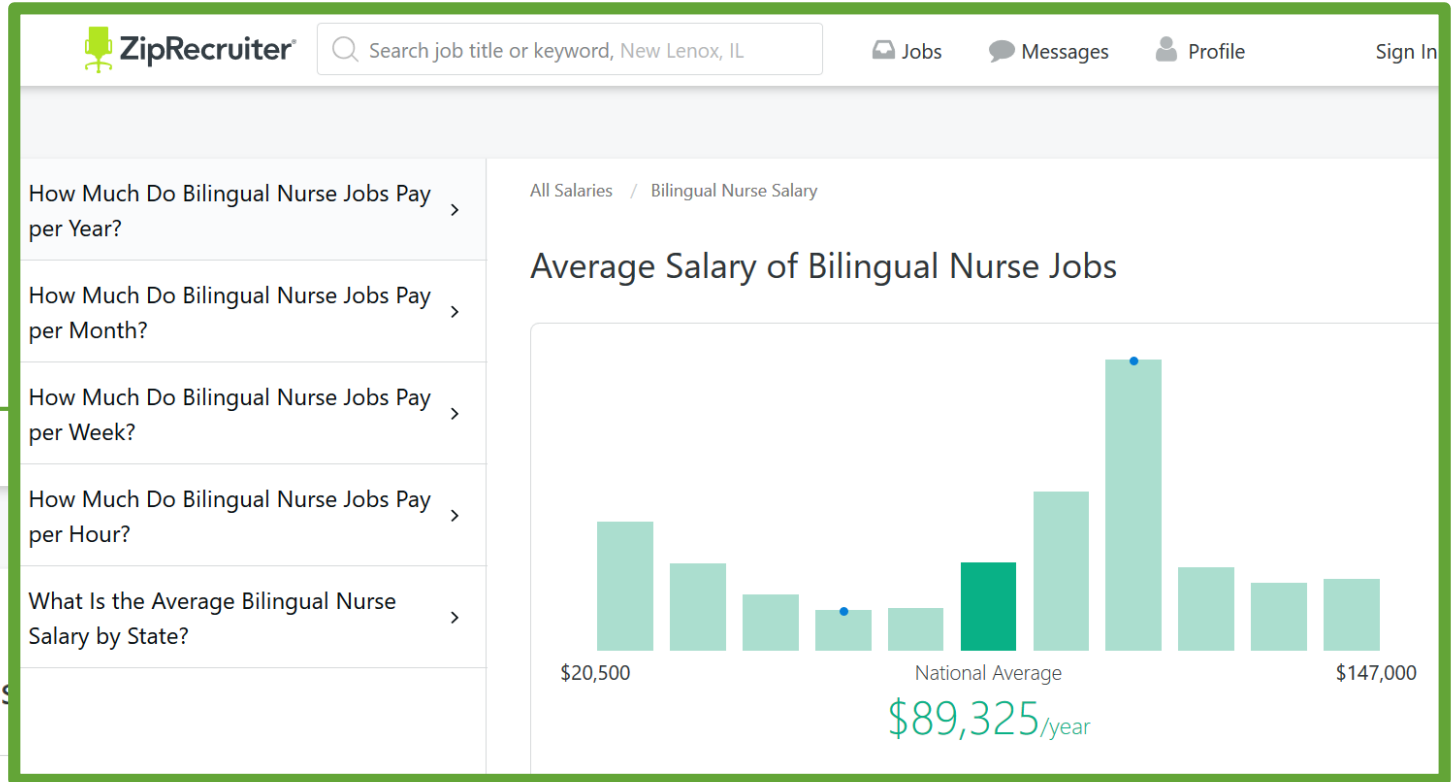 ZipRecruiter
Search job title or keyword, New Lenox, IL
Jobs
Messages
Profile
Sign In
How Much Do Bilingual Nurse Jobs Pay
per Year?
How Much Do Bilingual Nurse Jobs Pay
per Month?
How Much Do Bilingual Nurse Jobs Pay
per Week?
How Much Do Bilingual Nurse Jobs Pay
per Hour?
What Is the Average Bilingual Nurse
Salary by State?
All Salaries / Bilingual Nurse Salary
Average Salary of Bilingual Nurse Jobs
$20,500
National Average
$147,000
$89,325/year